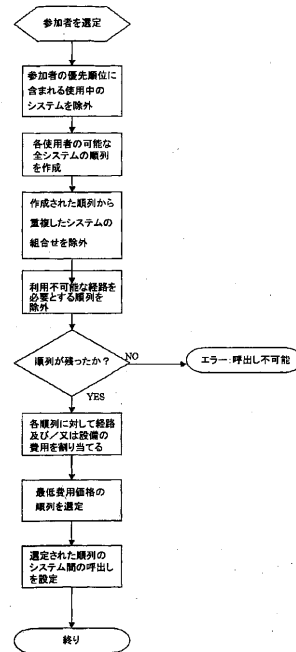 参加者を選定
参加者の優先順位に
含まれる使用中の
システムを除外
各使用者の可能な
全システムの順列
を作成
作成された順列から
重複したシステムの
組合せを除外
利用不可能な経路を
必要とする順列を
除外
順列が残ったか？
NO
エラー：呼出し不可能
YES
各順列に対して経路
及び／又は設備の
費用を割り当てる
最低費用価格の
順列を選定
選定された順列の
システム間の呼出し
を設定
終り